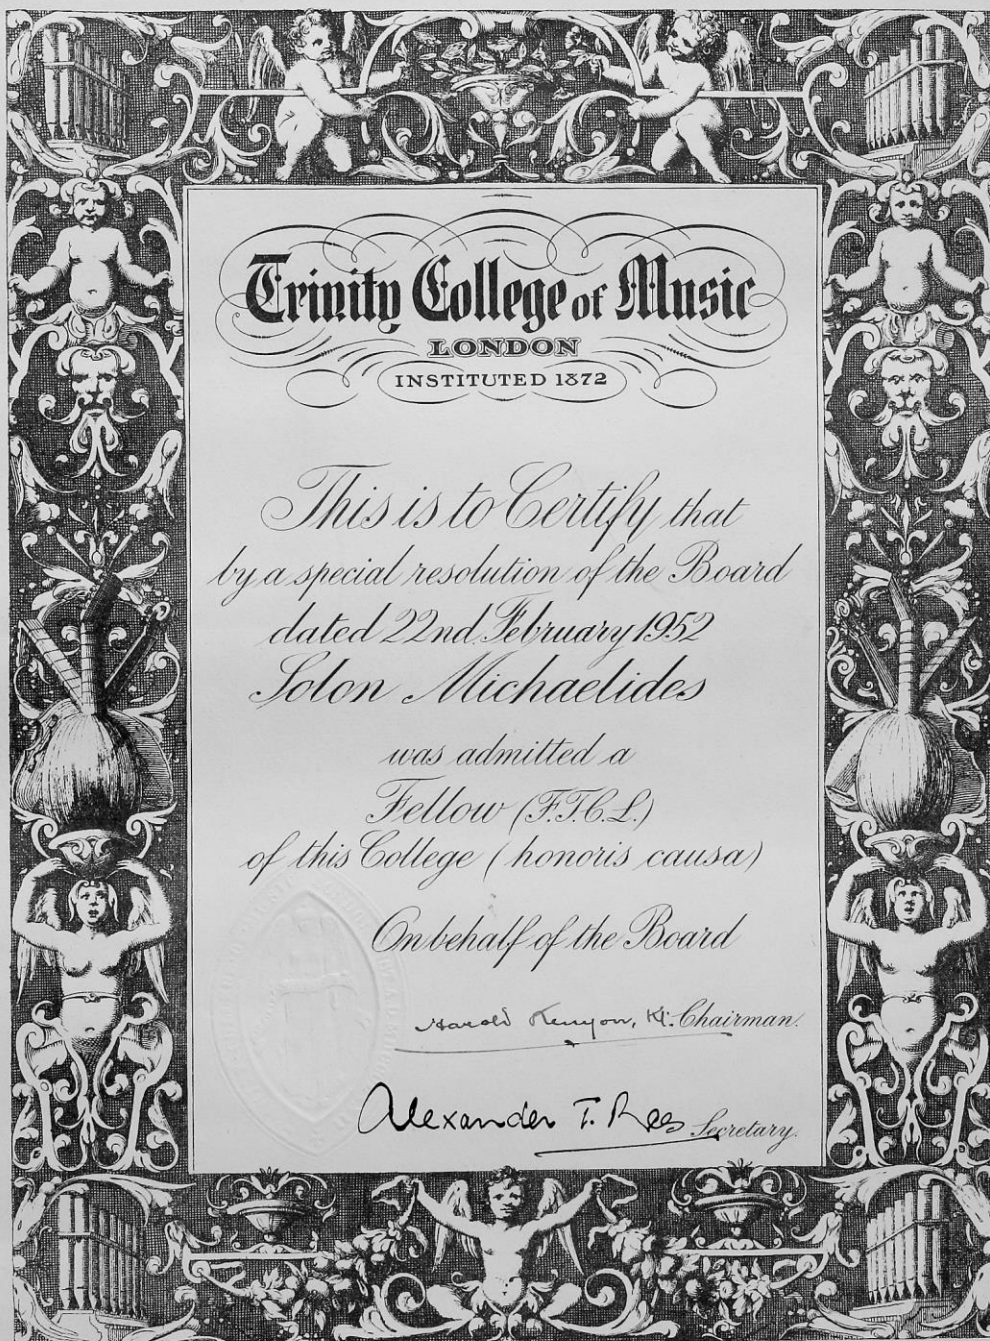 Trinity College of Music
LONDON
INSTITUTED 1872
This is to Certify that
by a special resolution of the Board
dated 22nd February 1952
Solon Michaelides
was admitted a
Fellow (F.T.C.L.)
of this College (honoris causa)
On behalf of the Board
Harold Kenyon, Kt. Chairman.
Alexander T. Rees Secretary.